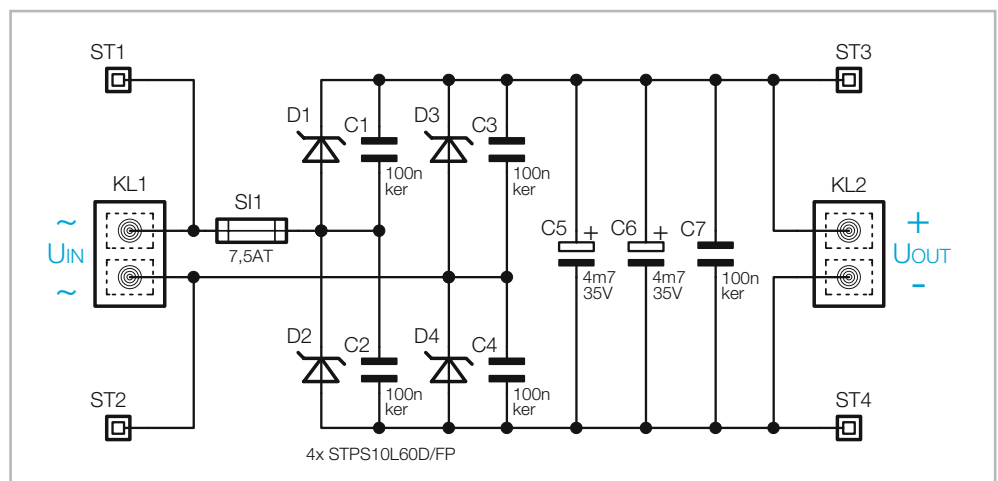 ST1
ST3
D1
C1
D3
C3
100n
ker
100n
ker
KL1
SI1
KL2
~
UIN
~
7,5AT
C5
+
C6
+
C7
4m7
35V
4m7
35V
100n
ker
+
UOUT
-
D2
C2
D4
C4
100n
ker
100n
ker
ST2
ST4
4x STPS10L60D/FP